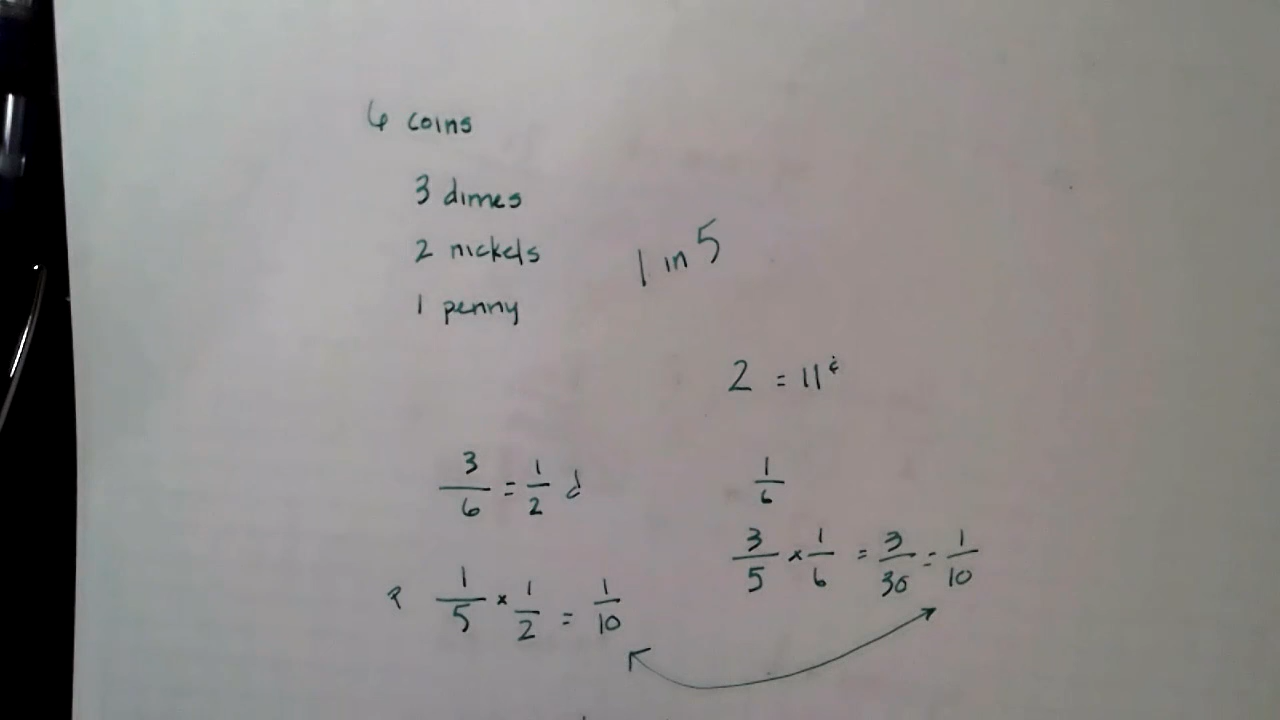 6 coins
3 dimes
2 nickels
1 penny
1 in 5
2 = 11¢
3/6 = 1/2 d
1/6
3/5 × 1/6 = 3/30 = 1/10
P 1/5 × 1/2 = 1/10